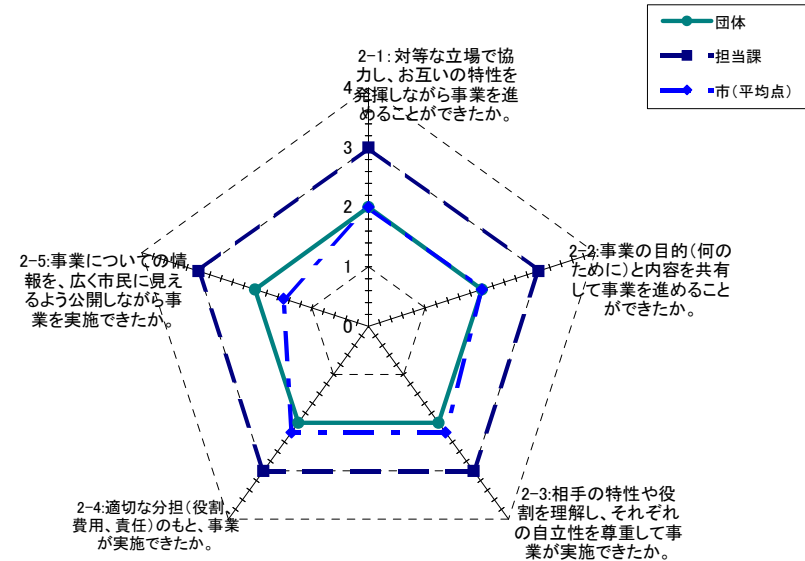 団体
担当課
市(平均点)
2-1:対等な立場で協
力し、お互いの特性を
発揮しながら事業を進
めることができたか。
4
3
2
1
0
2-2:事業の目的(何の
ために)と内容を共有
して事業を進めること
ができたか。
2-5:事業についての情
報を、広く市民に見え
るよう公開しながら事
業を実施できたか。
2-4:適切な分担(役割、
費用、責任)のもと、事業
が実施できたか。
2-3:相手の特性や役
割を理解し、それぞれ
の自立性を尊重して事
業が実施できたか。